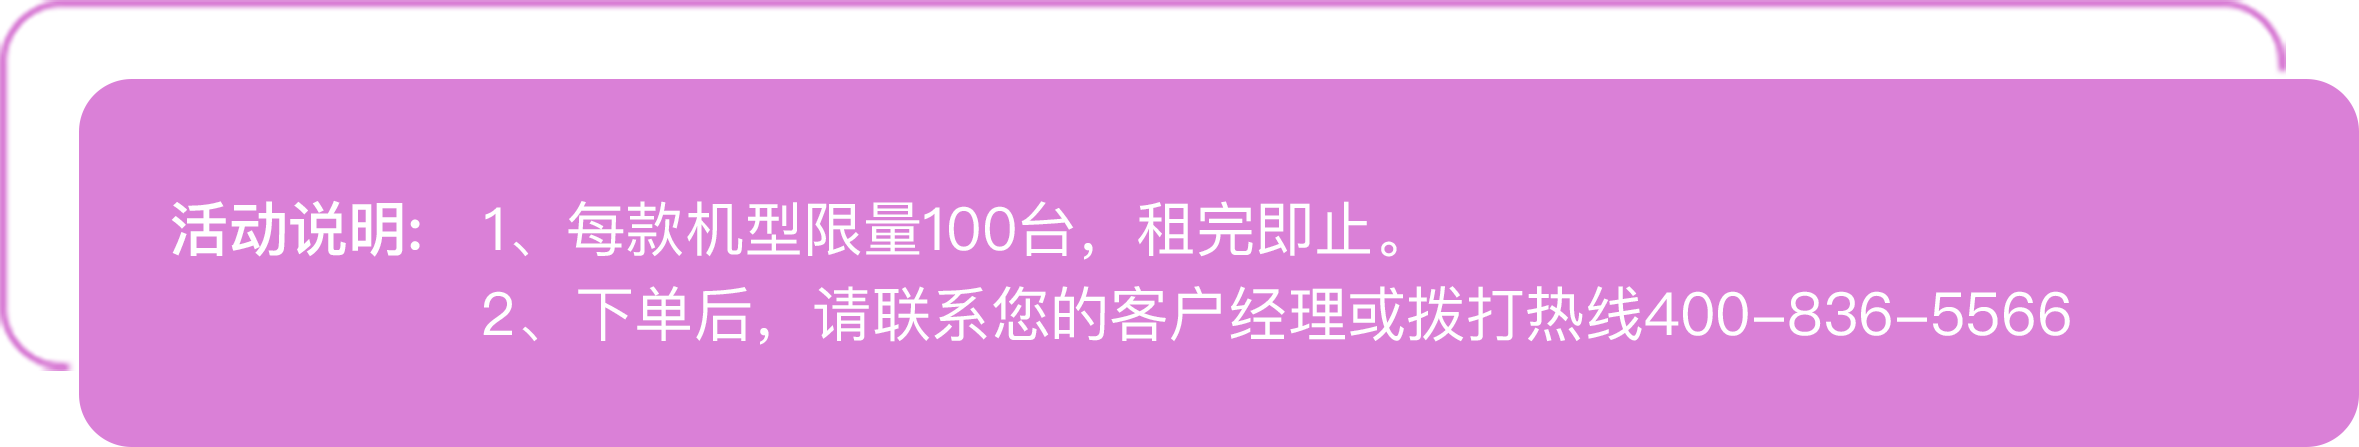 活动说明： 1、每款机型限量100台，租完即止。
2、下单后，请联系您的客户经理或拨打热线400-836-5566